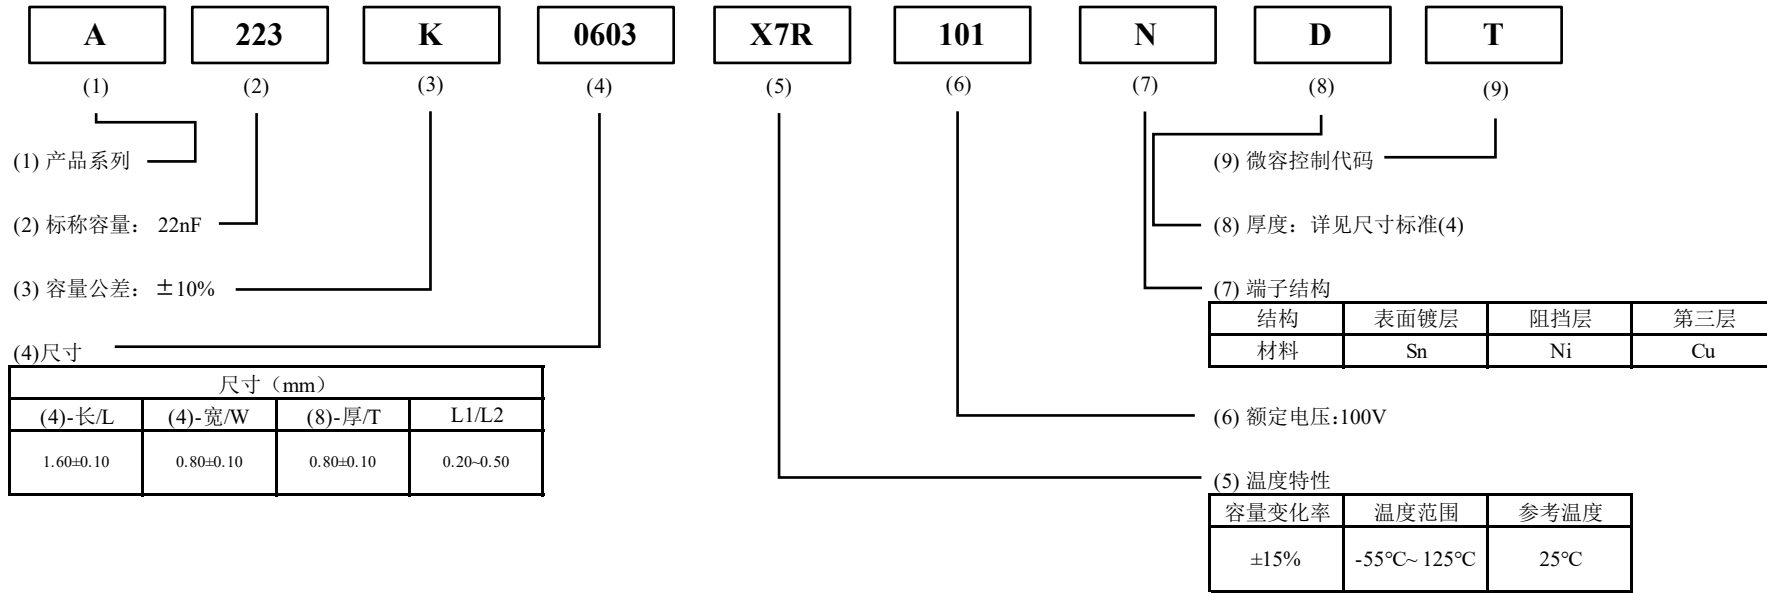 A 223 K 0603 X7R 101 N D T
(1) (2) (3) (4) (5) (6) (7) (8) (9)
(1) 产品系列
(2) 标称容量： 22nF
(3) 容量公差： ±10%
(4)尺寸
尺寸（mm）
(4)-长/L (4)-宽/W (8)-厚/T L1/L2
1.60±0.10 0.80±0.10 0.80±0.10 0.20~0.50
(9) 微容控制代码
(8) 厚度：详见尺寸标准(4)
(7) 端子结构
结构 表面镀层 阻挡层 第三层
材料 Sn Ni Cu
(6) 额定电压:100V
(5) 温度特性
容量变化率 温度范围 参考温度
±15% -55℃~ 125℃ 25℃